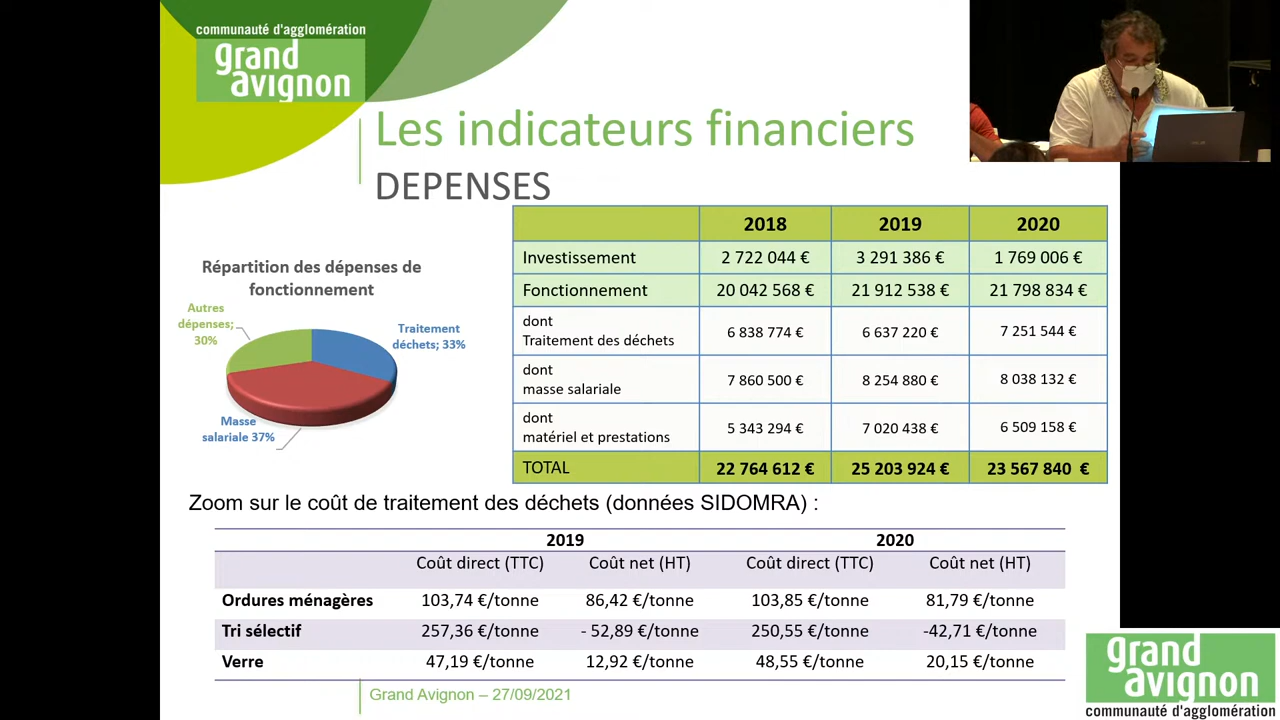 communauté d'agglomération
grand
avignon
Les indicateurs financiers
DEPENSES
Répartition des dépenses de
fonctionnement
Autres
dépenses;
30%
Traitement
déchets; 33%
Masse
salariale 37%
2018 2019 2020
Investissement 2 722 044 € 3 291 386 € 1 769 006 €
Fonctionnement 20 042 568 € 21 912 538 € 21 798 834 €
dont
Traitement des déchets 6 838 774 € 6 637 220 € 7 251 544 €
dont
masse salariale 7 860 500 € 8 254 880 € 8 038 132 €
dont
matériel et prestations 5 343 294 € 7 020 438 € 6 509 158 €
TOTAL 22 764 612 € 25 203 924 € 23 567 840 €
Zoom sur le coût de traitement des déchets (données SIDOMRA) :
2019 2020
Coût direct (TTC) Coût net (HT) Coût direct (TTC) Coût net (HT)
Ordures ménagères 103,74 €/tonne 86,42 €/tonne 103,85 €/tonne 81,79 €/tonne
Tri sélectif 257,36 €/tonne - 52,89 €/tonne 250,55 €/tonne -42,71 €/tonne
Verre 47,19 €/tonne 12,92 €/tonne 48,55 €/tonne 20,15 €/tonne
Grand Avignon – 27/09/2021
grand
avignon
communauté d'agglomération